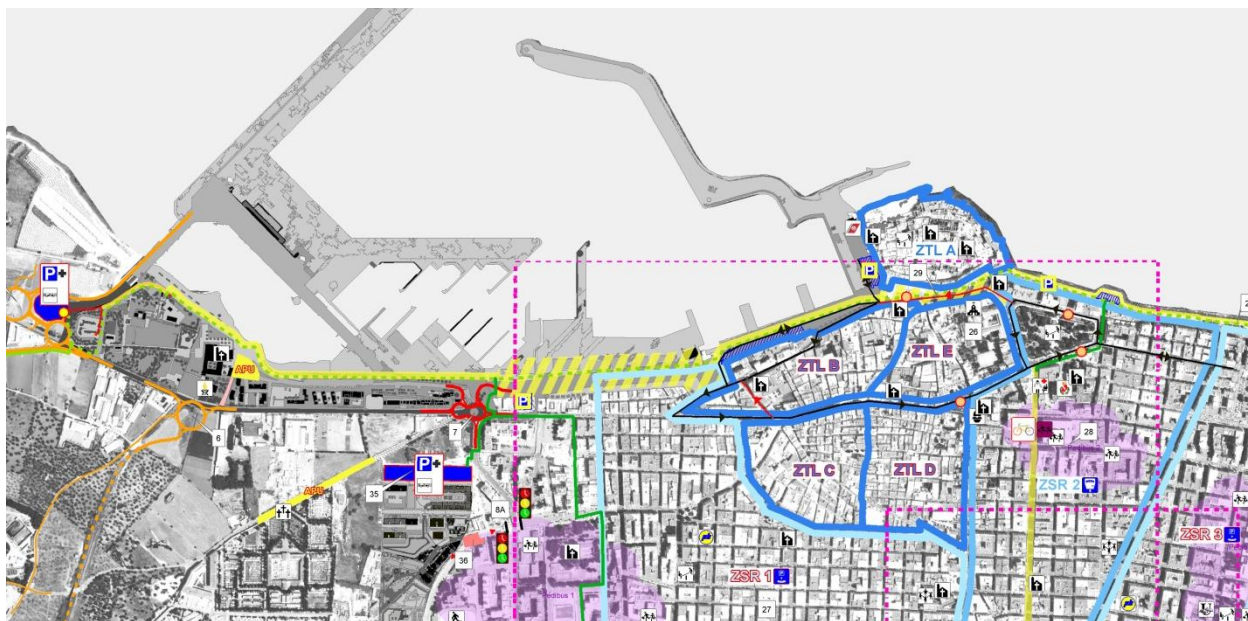 ZTL A
29
P
P
P+
26
ZTL E
ZTL B
APU
P
6
7
28
ZTL C
ZTL D
P+
ZSR 2
35
APU
8A
ZSR 3
36
ZSR 1
Pedibus 1
27